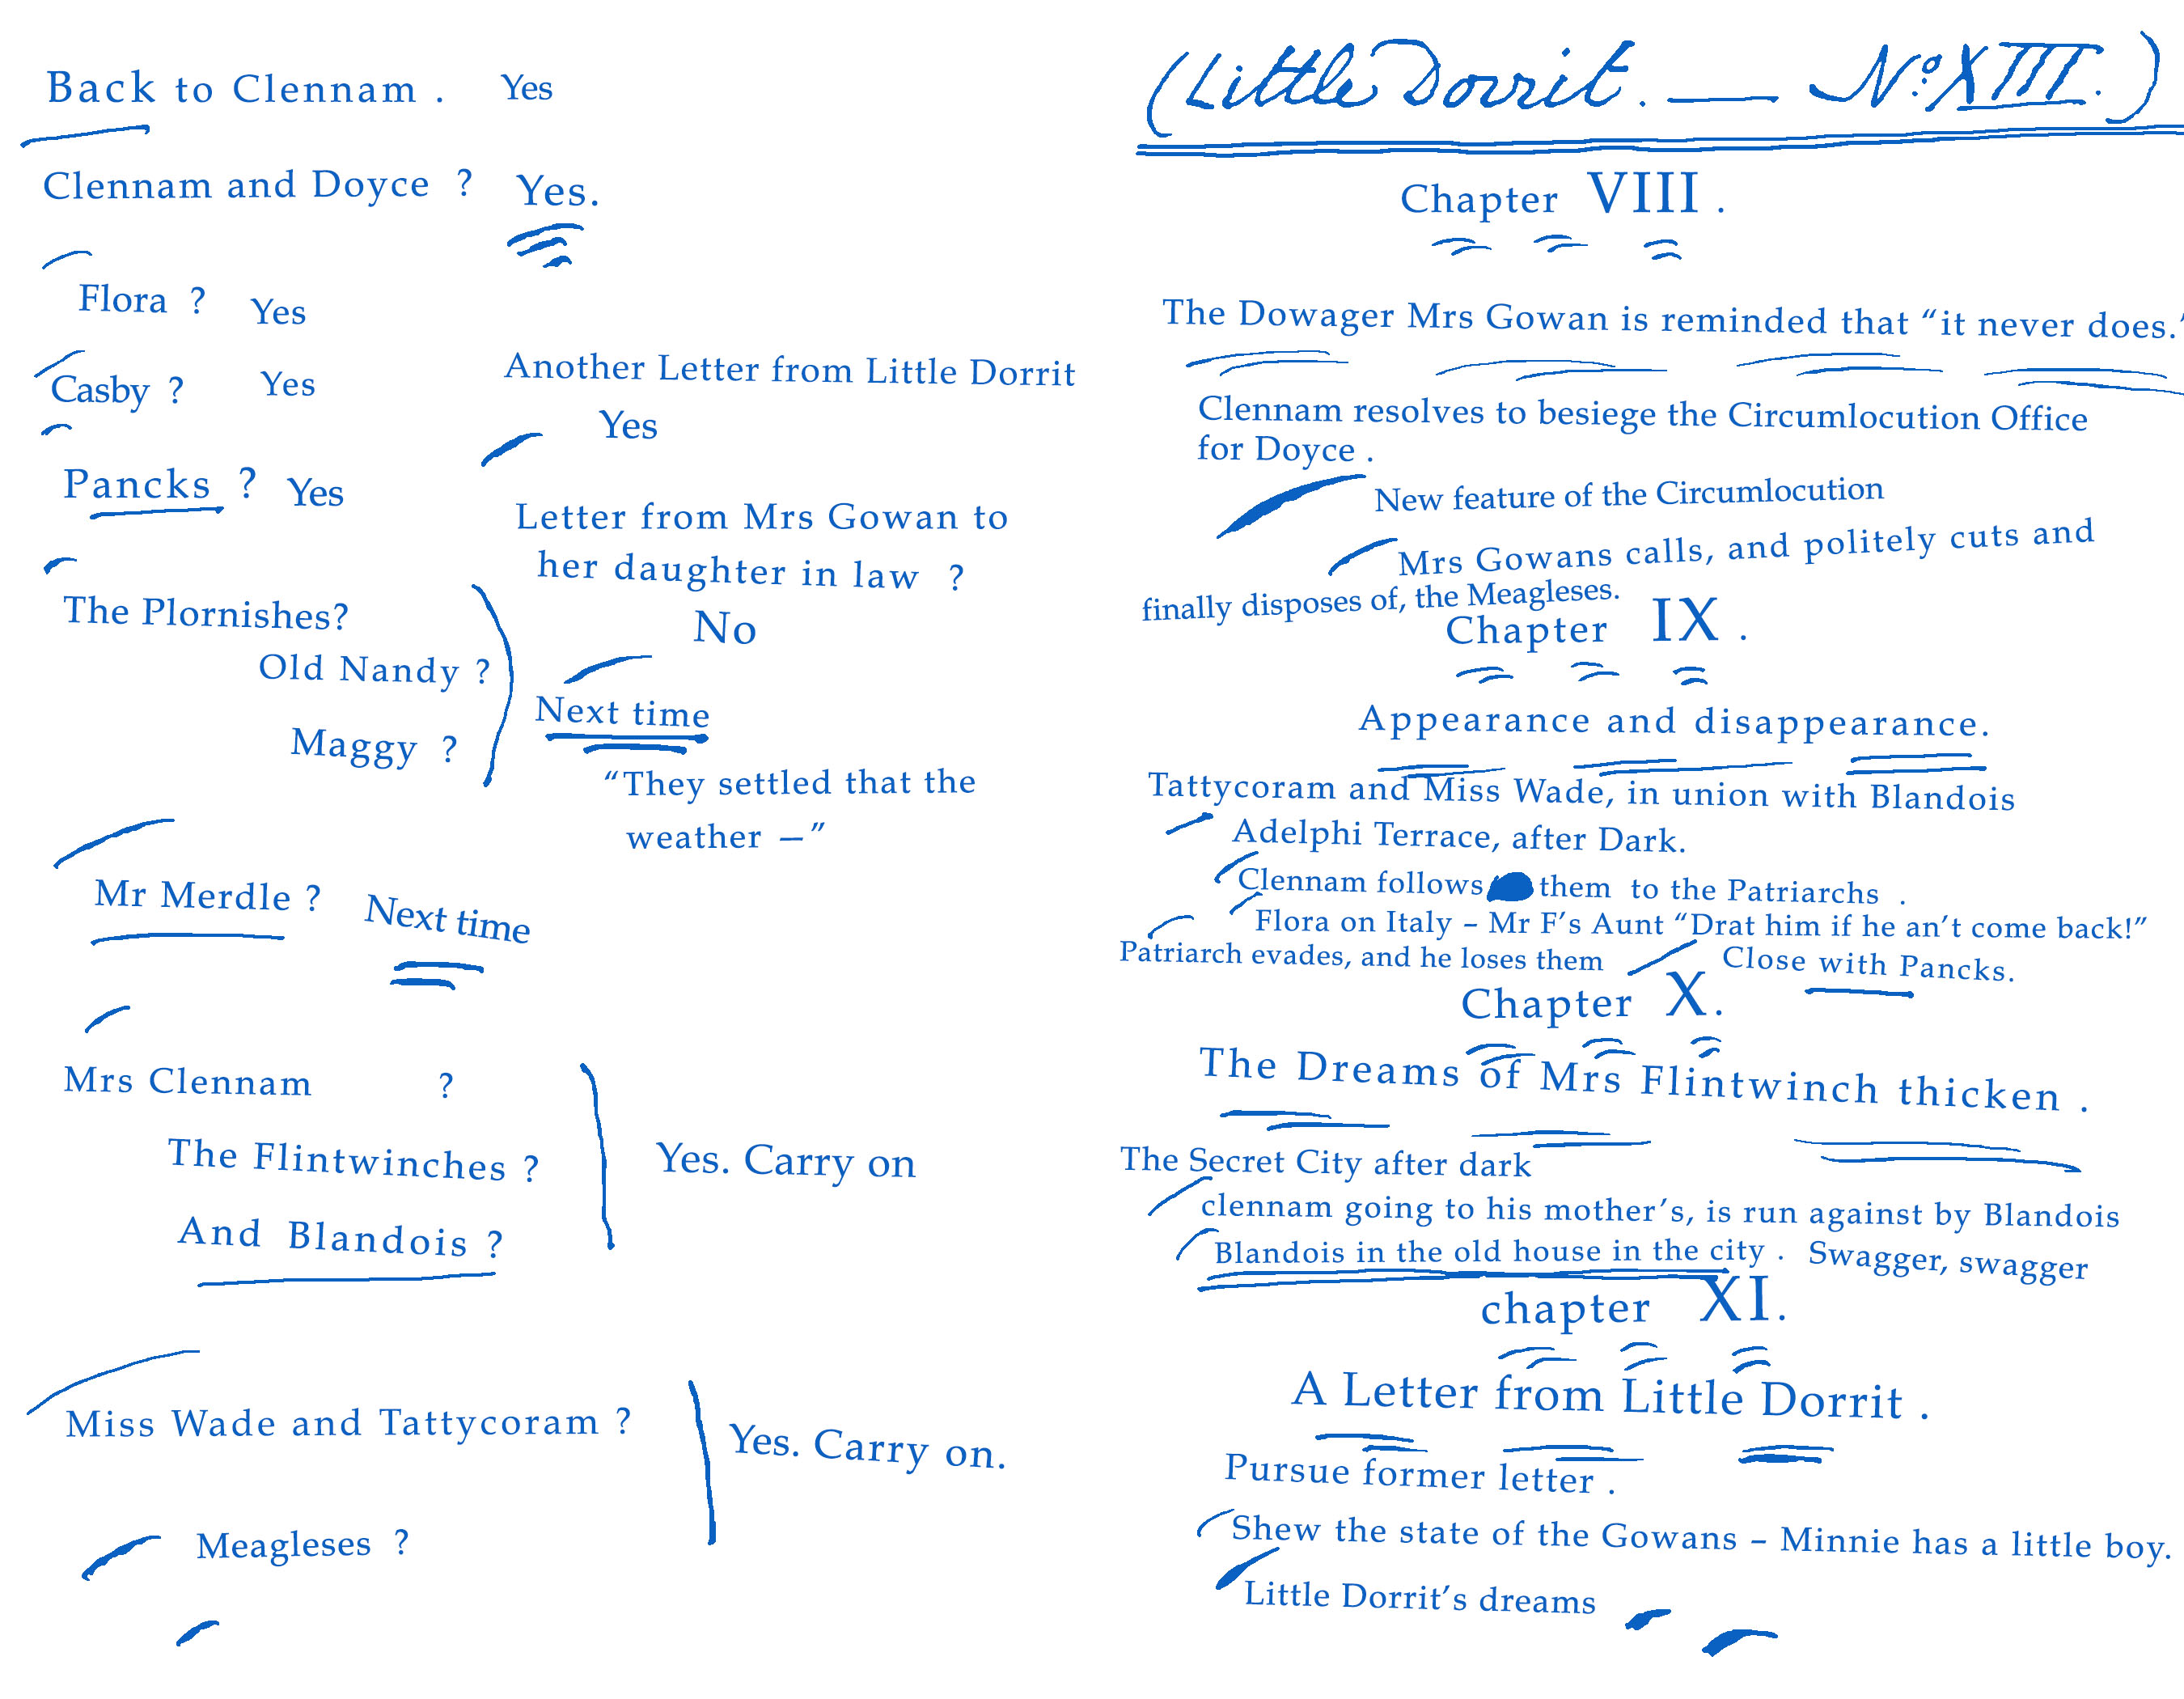 Back to Clennam . Yes
Clennam and Doyce ? Yes.
Flora ? Yes
Casby ? Yes
Another Letter from Little Dorrit
Yes
Pancks ? Yes
Letter from Mrs Gowan to
her daughter in law ?
No
The Plornishes?
Old Nandy ?
Maggy ?
Next time
"They settled that the
weather —"
Mr Merdle ? Next time
Mrs Clennam ?
The Flintwinches ?
And Blandois ?
Yes. Carry on
Miss Wade and Tattycoram ?
Yes. Carry on.
Meagleses ?
(Little Dorrit. — No. XIII.)
Chapter VIII .
The Dowager Mrs Gowan is reminded that "it never does."
Clennam resolves to besiege the Circumlocution Office
for Doyce .
New feature of the Circumlocution
Mrs Gowans calls, and politely cuts and
finally disposes of, the Meagleses.
Chapter IX .
Appearance and disappearance.
Tattycoram and Miss Wade, in union with Blandois
Adelphi Terrace, after Dark.
Clennam follows them to the Patriarchs .
Flora on Italy – Mr F's Aunt "Drat him if he an't come back!"
Patriarch evades, and he loses them Close with Pancks.
Chapter X.
The Dreams of Mrs Flintwinch thicken .
The Secret City after dark
clennam going to his mother's, is run against by Blandois
Blandois in the old house in the city . Swagger, swagger
chapter XI.
A Letter from Little Dorrit .
Pursue former letter .
Shew the state of the Gowans – Minnie has a little boy.
Little Dorrit's dreams